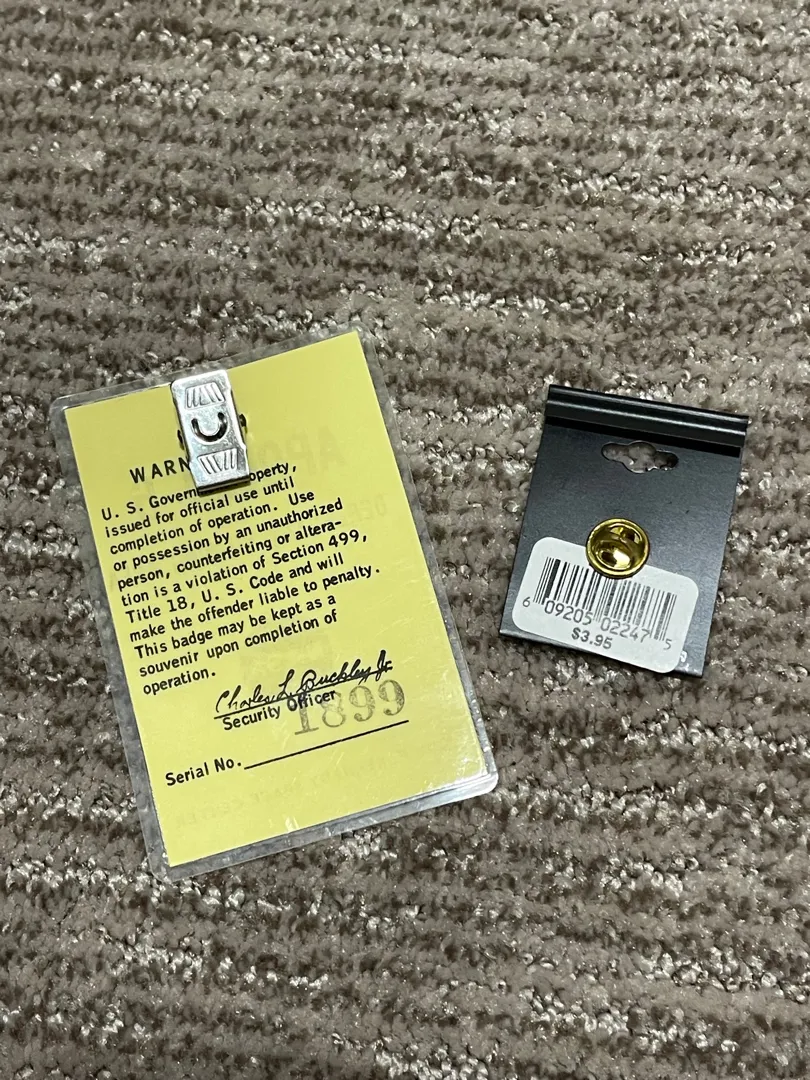 WARN
U. S. Govern operty,
issued for official use until
completion of operation. Use
or possession by an unauthorized
person, counterfeiting or altera-
tion is a violation of Section 499,
Title 18, U. S. Code and will
make the offender liable to penalty.
This badge may be kept as a
souvenir upon completion of
operation.
Charles L. Buckley Jr.
Security Officer
1899
Serial No.
6 09205 02247 5
$3.95